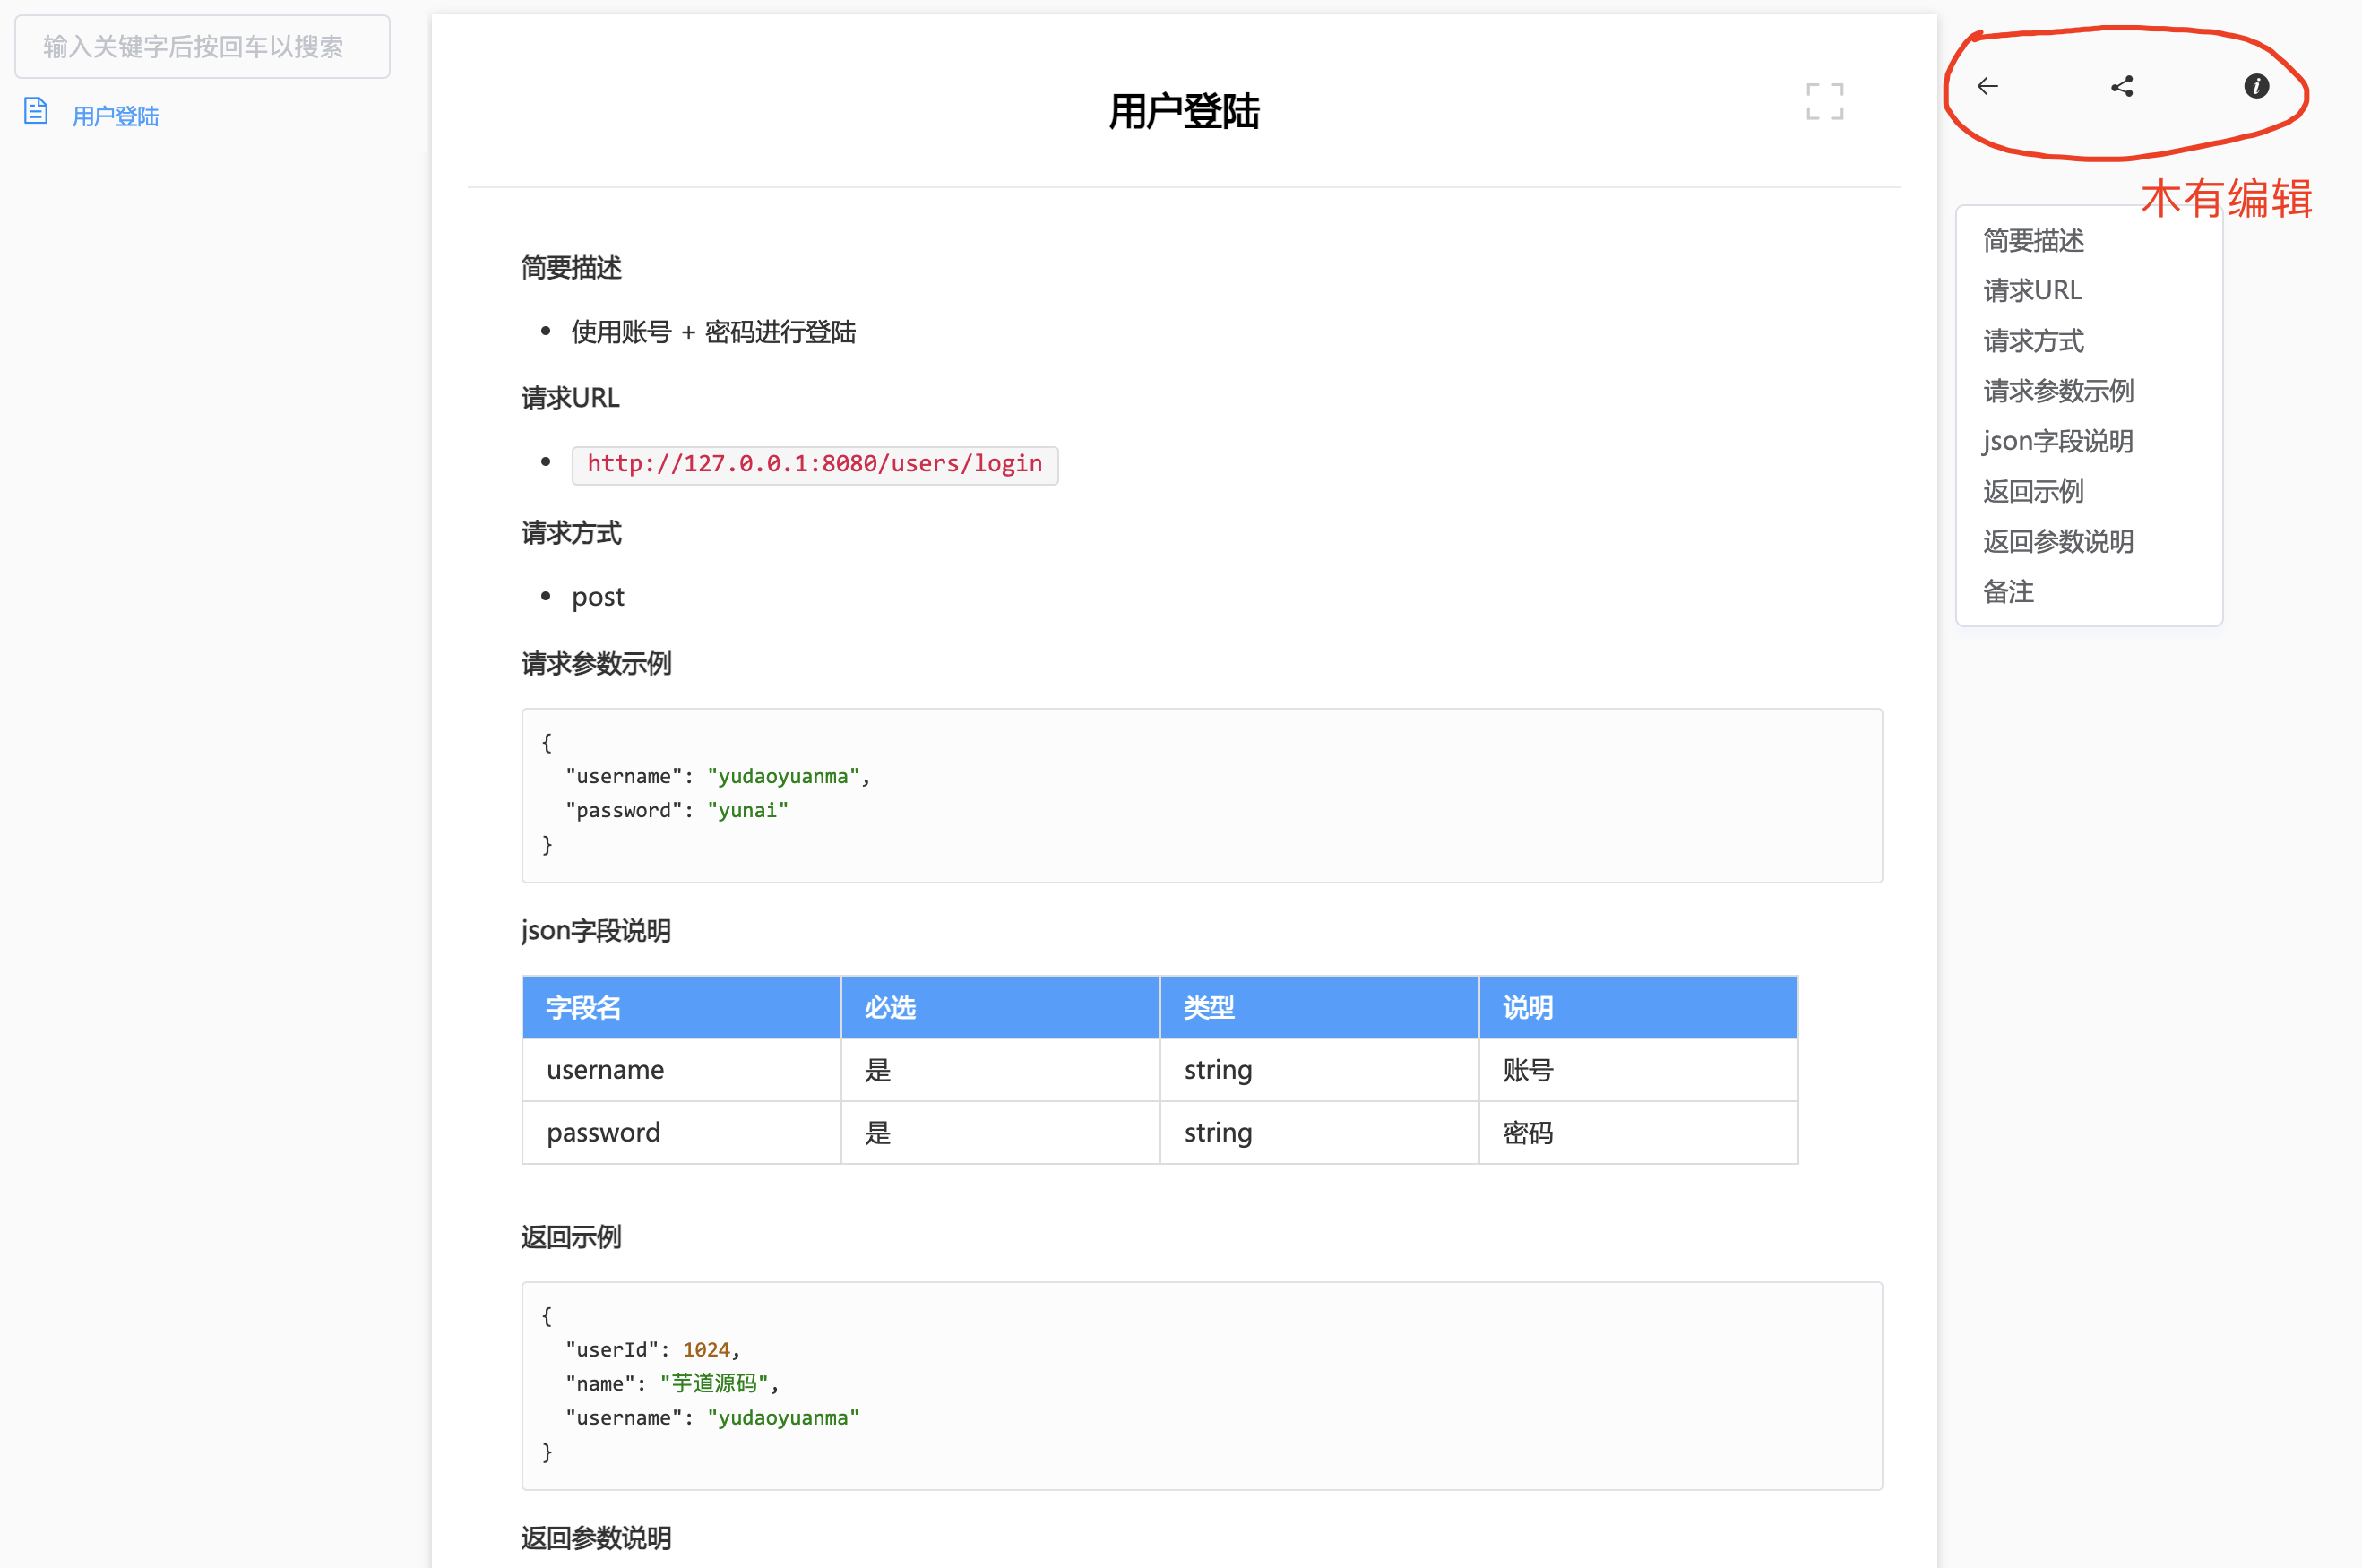 输入关键字后按回车以搜索
用户登陆
用户登陆
简要描述
• 使用账号 + 密码进行登陆
请求URL
• http://127.0.0.1:8080/users/login
请求方式
• post
请求参数示例
{
"username": "yudaoyuanma",
"password": "yunai"
}
json字段说明
字段名 必选 类型 说明
username 是 string 账号
password 是 string 密码
返回示例
{
"userId": 1024,
"name": "芋道源码",
"username": "yudaoyuanma"
}
返回参数说明
木有编辑
简要描述
请求URL
请求方式
请求参数示例
json字段说明
返回示例
返回参数说明
备注